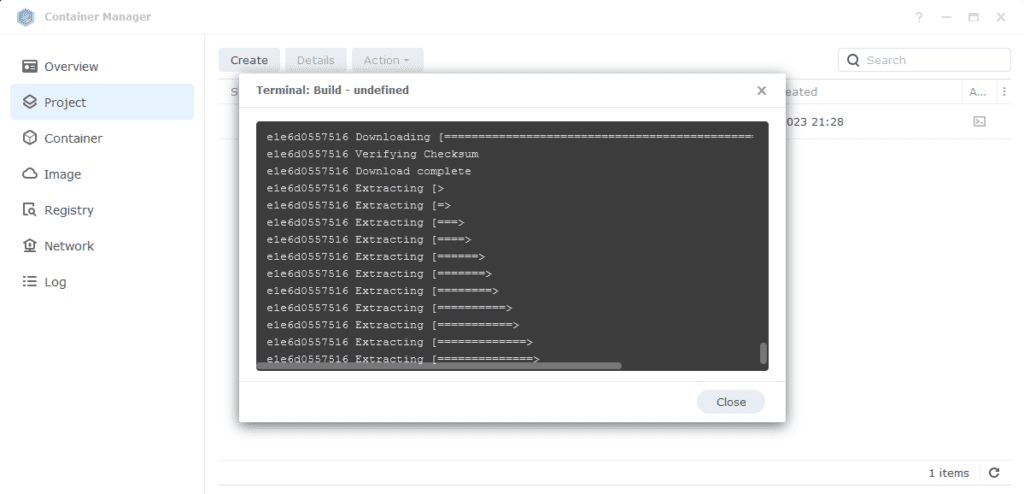 Container Manager
?
Overview
Project
Container
Image
Registry
Network
Log
Create
Details
Action
Search
S
eated
A...
023 21:28
Terminal: Build - undefined
e1e6d0557516 Downloading [==============================================
e1e6d0557516 Verifying Checksum
e1e6d0557516 Download complete
e1e6d0557516 Extracting [>
e1e6d0557516 Extracting [=>
e1e6d0557516 Extracting [===>
e1e6d0557516 Extracting [====>
e1e6d0557516 Extracting [======>
e1e6d0557516 Extracting [=======>
e1e6d0557516 Extracting [========>
e1e6d0557516 Extracting [==========>
e1e6d0557516 Extracting [===========>
e1e6d0557516 Extracting [=============>
e1e6d0557516 Extracting [==============>
Close
1 items